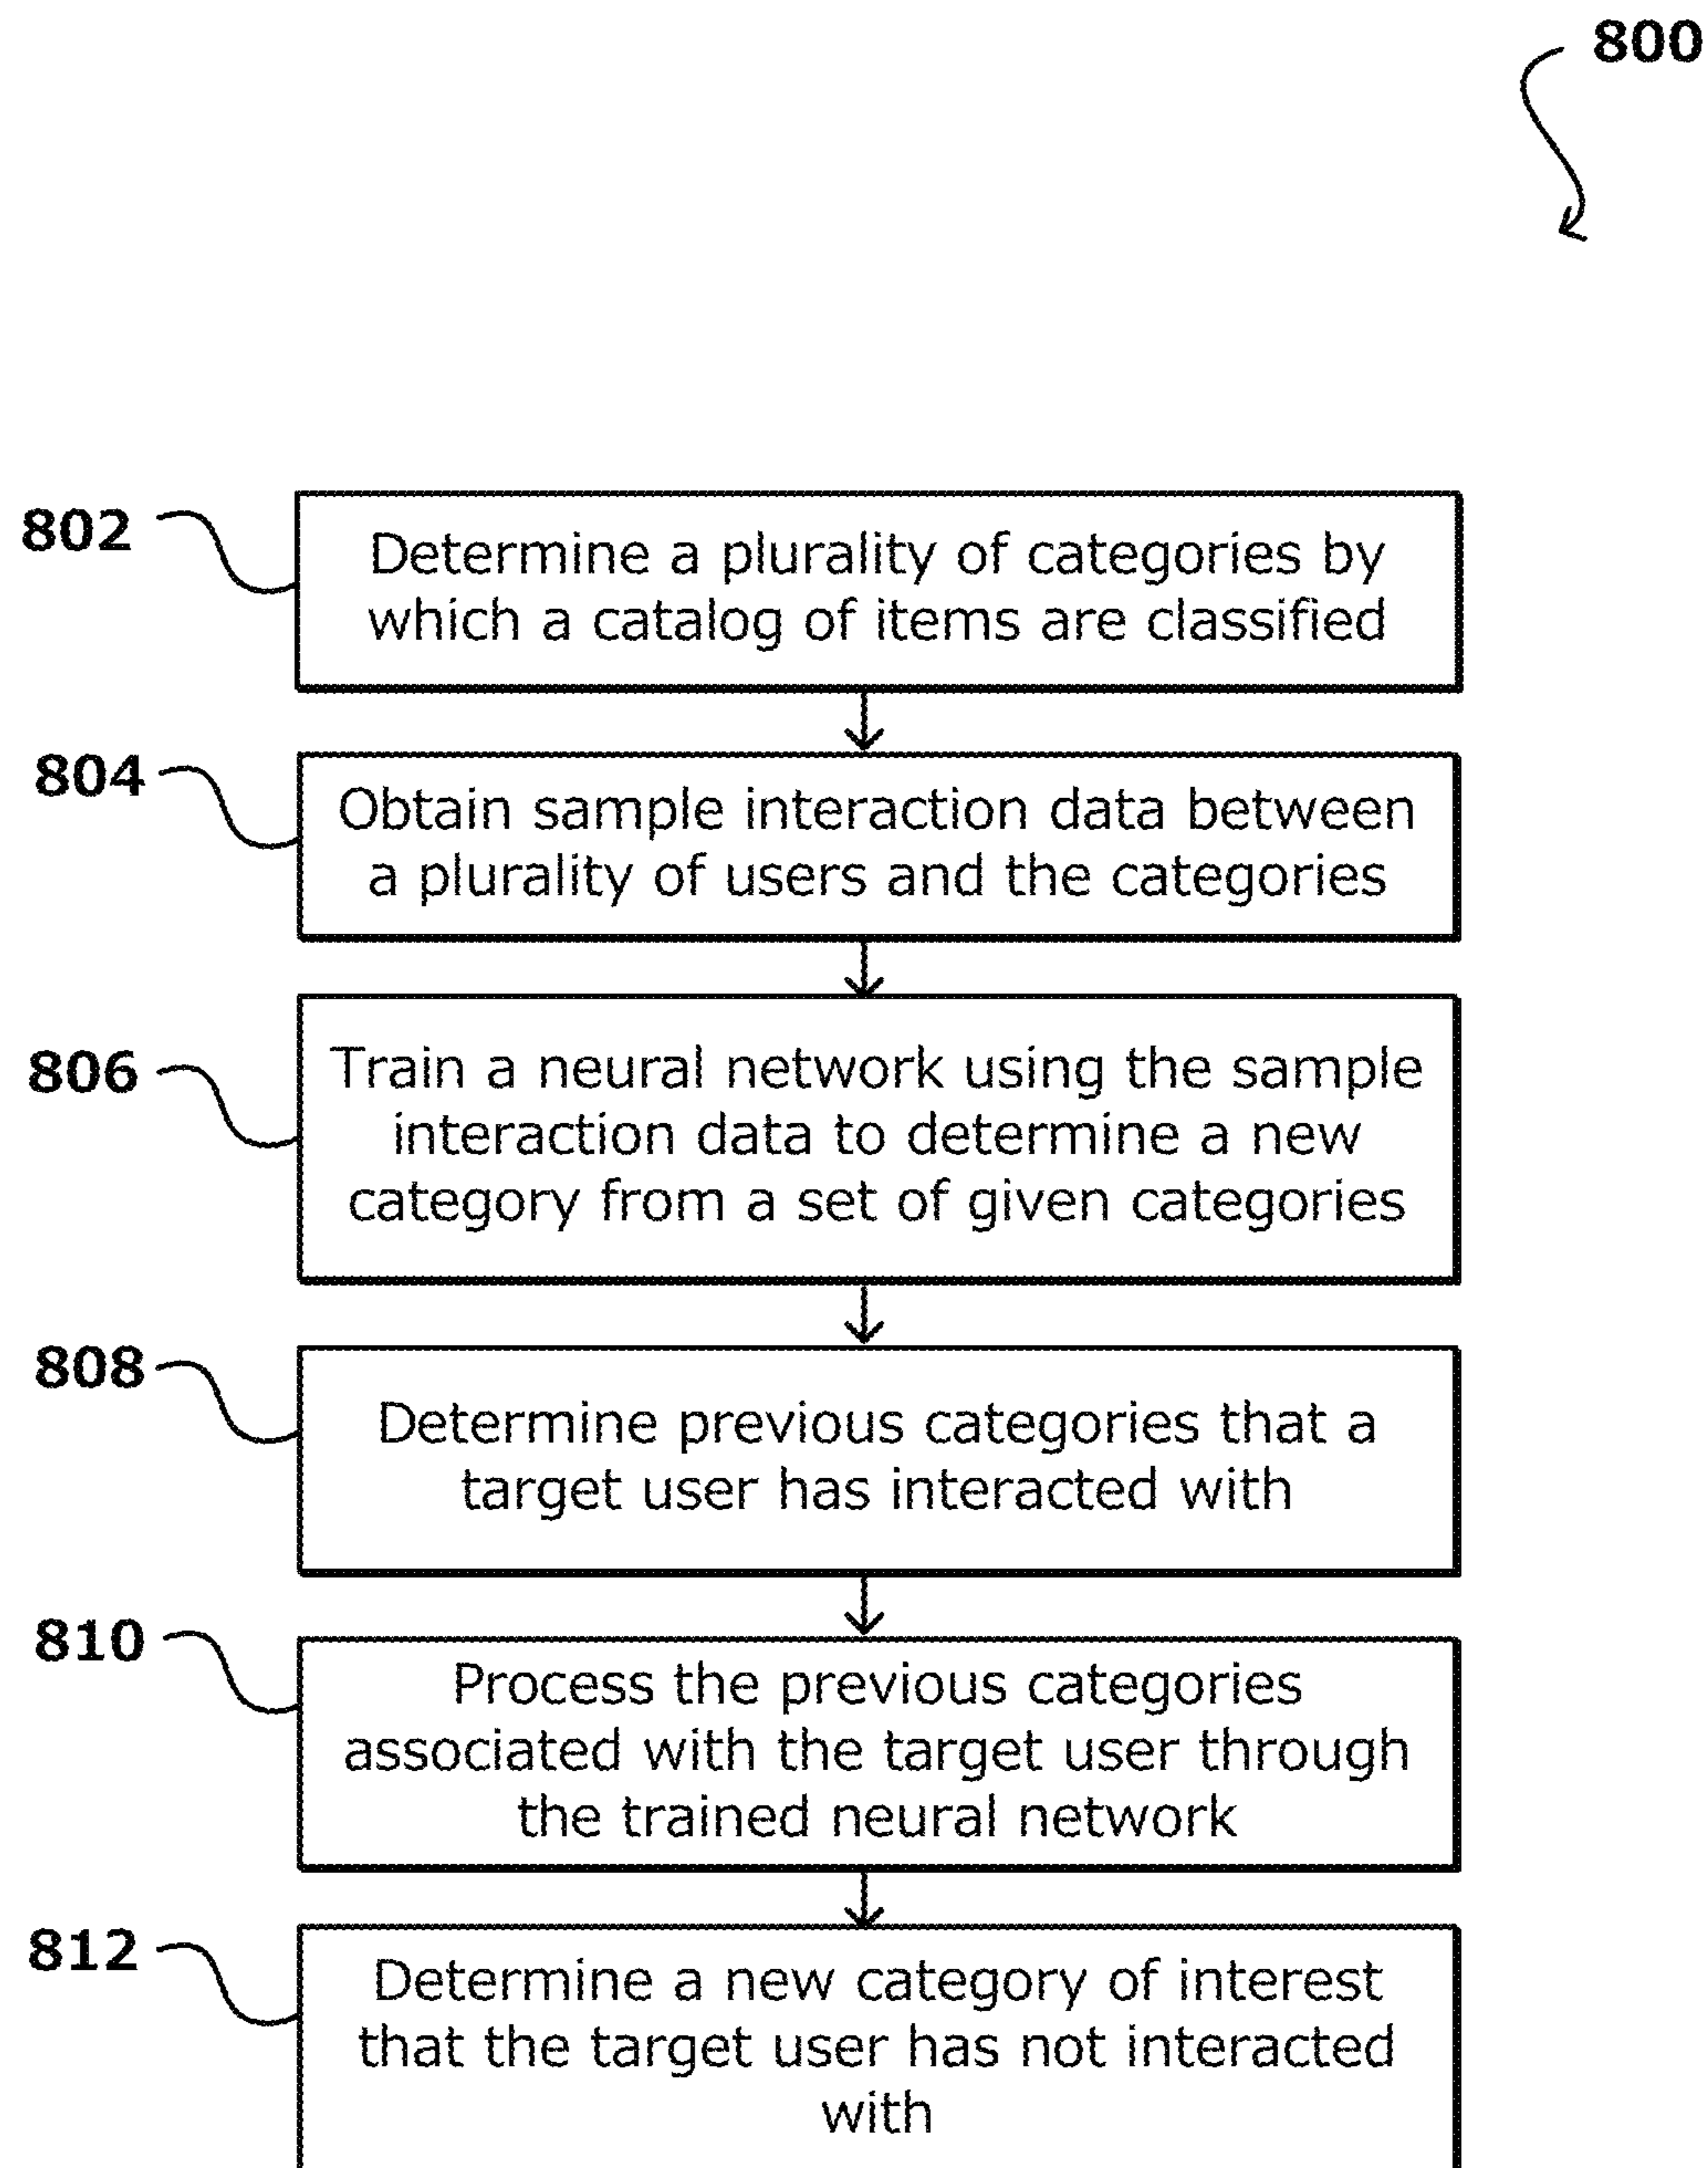 800
802
Determine a plurality of categories by
which a catalog of items are classified
804
Obtain sample interaction data between
a plurality of users and the categories
806
Train a neural network using the sample
interaction data to determine a new
category from a set of given categories
808
Determine previous categories that a
target user has interacted with
810
Process the previous categories
associated with the target user through
the trained neural network
812
Determine a new category of interest
that the target user has not interacted
with